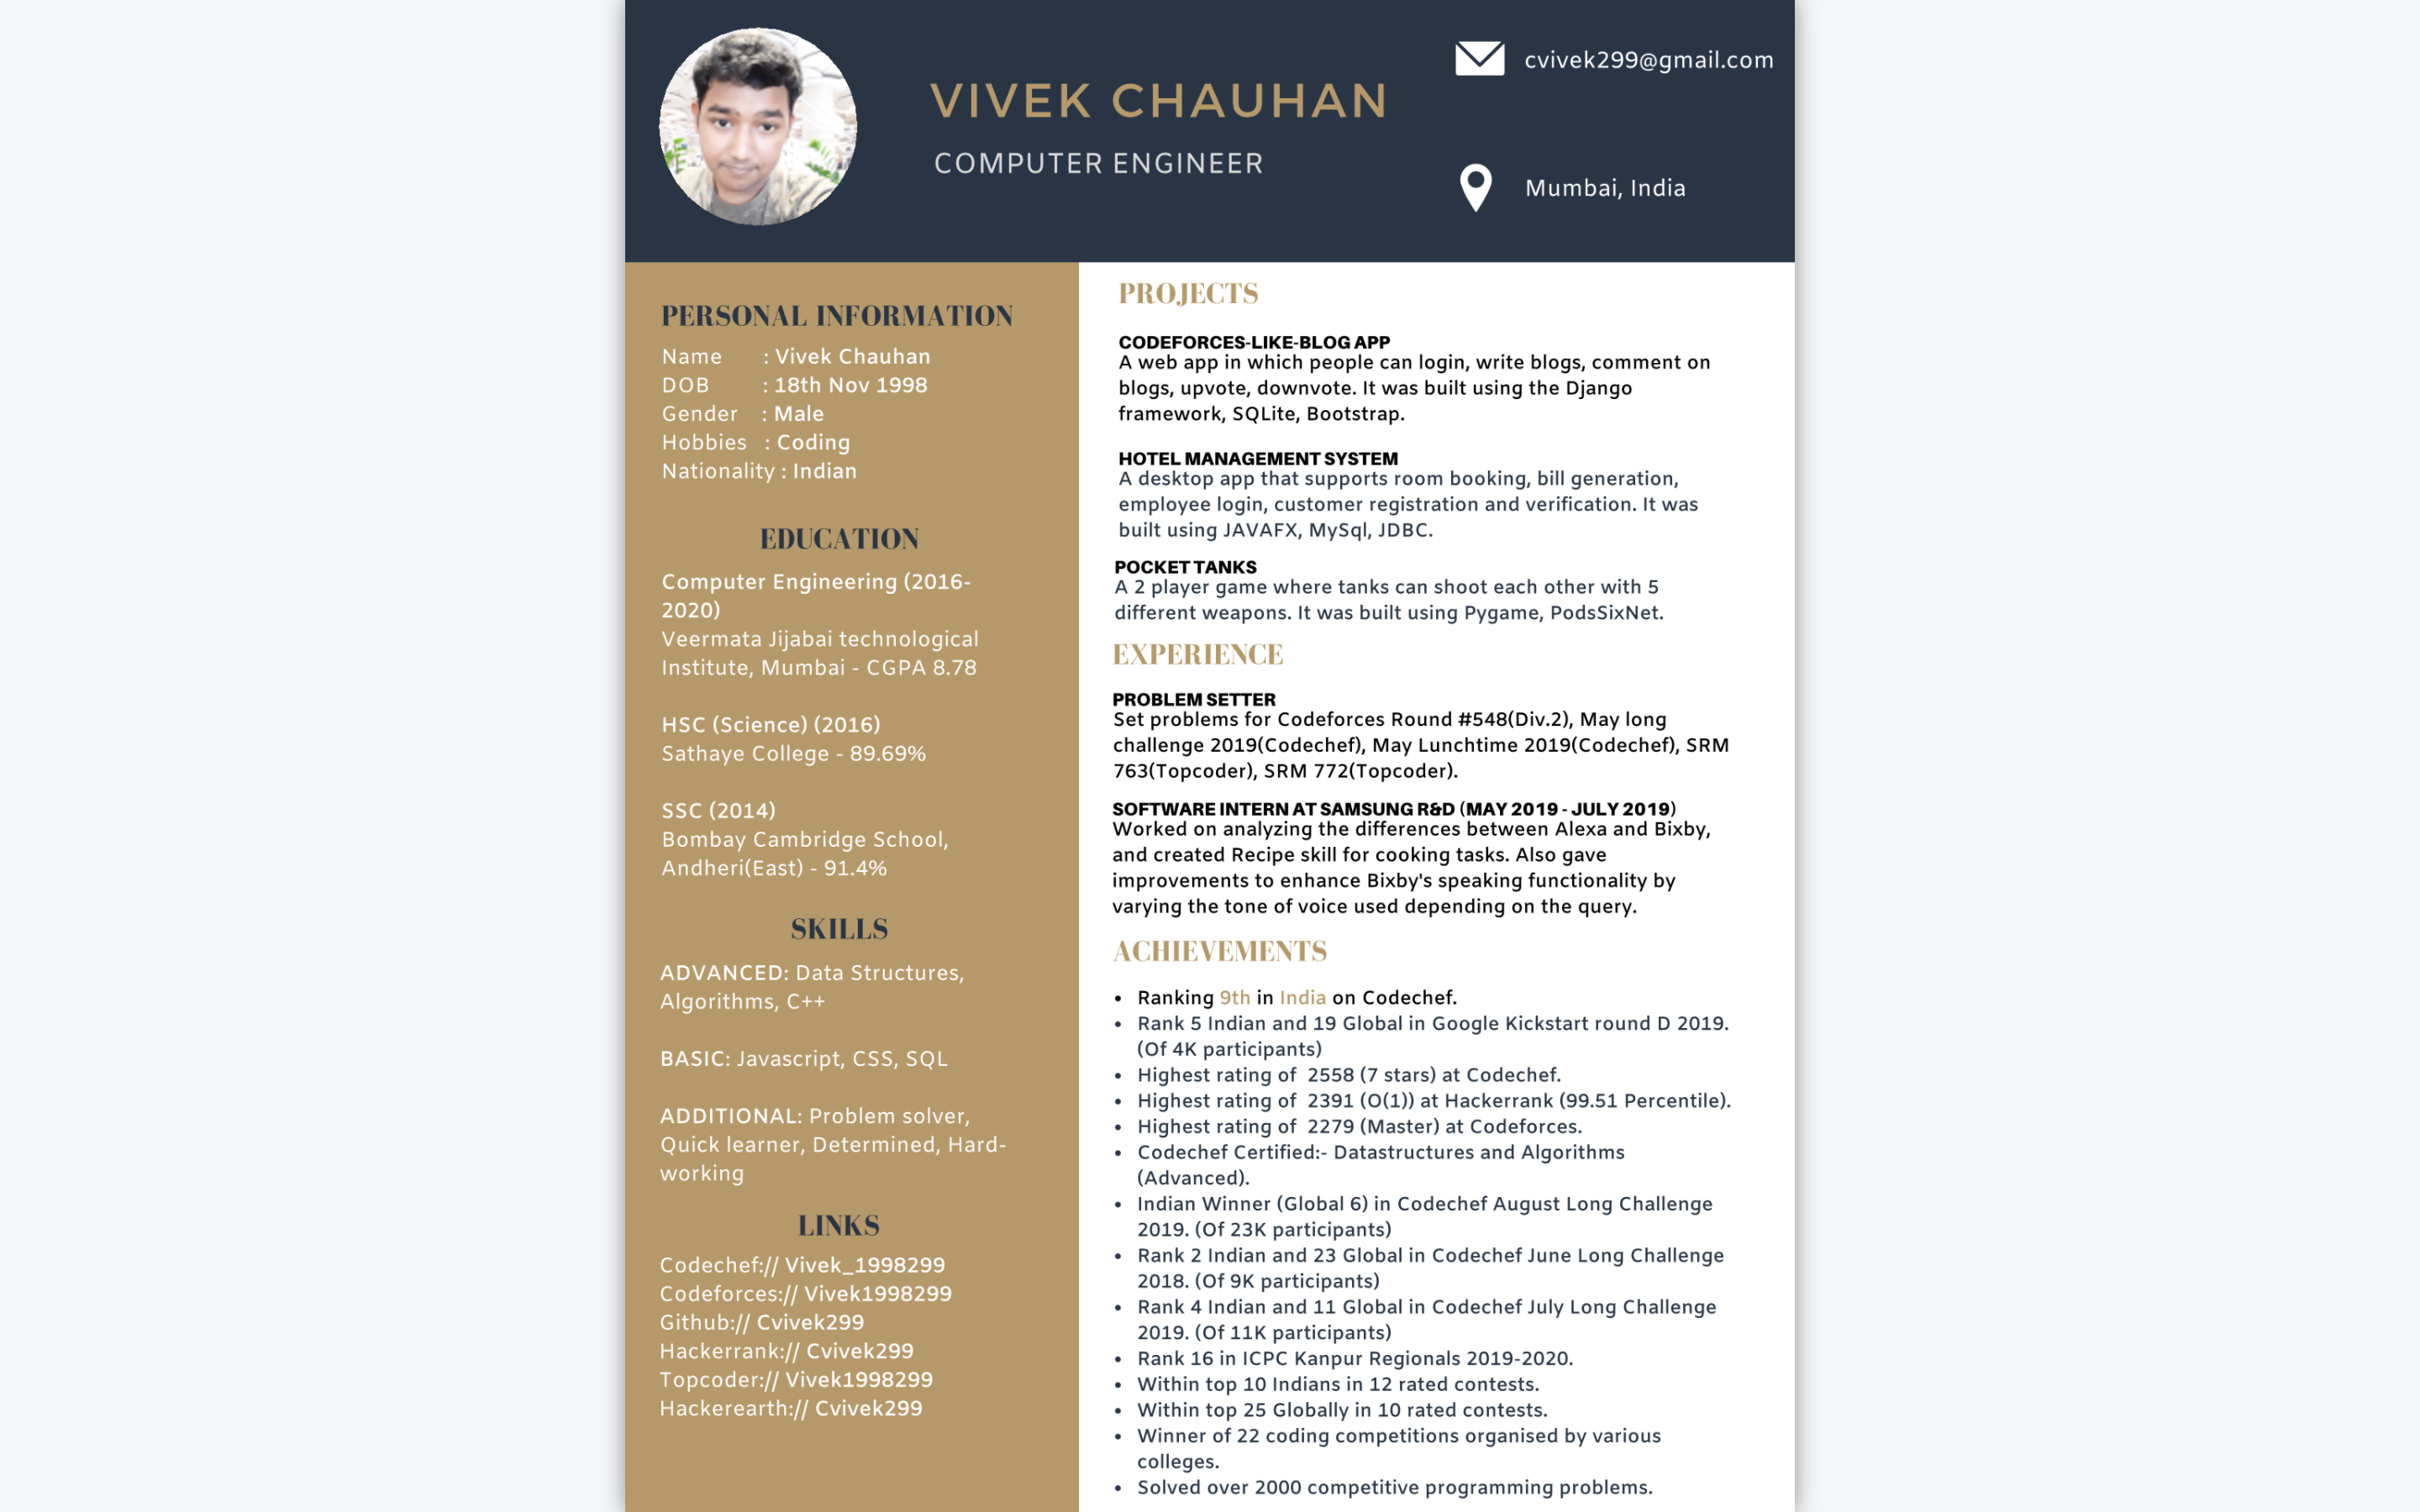 VIVEK CHAUHAN
COMPUTER ENGINEER
cvivek299@gmail.com
Mumbai, India
PERSONAL INFORMATION
Name : Vivek Chauhan
DOB : 18th Nov 1998
Gender : Male
Hobbies : Coding
Nationality : Indian
EDUCATION
Computer Engineering (2016-
2020)
Veermata Jijabai technological
Institute, Mumbai - CGPA 8.78
HSC (Science) (2016)
Sathaye College - 89.69%
SSC (2014)
Bombay Cambridge School,
Andheri(East) - 91.4%
SKILLS
ADVANCED: Data Structures,
Algorithms, C++
BASIC: Javascript, CSS, SQL
ADDITIONAL: Problem solver,
Quick learner, Determined, Hard-
working
LINKS
Codechef:// Vivek_1998299
Codeforces:// Vivek1998299
Github:// Cvivek299
Hackerrank:// Cvivek299
Topcoder:// Vivek1998299
Hackerearth:// Cvivek299
PROJECTS
CODEFORCES-LIKE-BLOG APP
A web app in which people can login, write blogs, comment on
blogs, upvote, downvote. It was built using the Django
framework, SQLite, Bootstrap.
HOTEL MANAGEMENT SYSTEM
A desktop app that supports room booking, bill generation,
employee login, customer registration and verification. It was
built using JAVAFX, MySql, JDBC.
POCKET TANKS
A 2 player game where tanks can shoot each other with 5
different weapons. It was built using Pygame, PodsSixNet.
EXPERIENCE
PROBLEM SETTER
Set problems for Codeforces Round #548(Div.2), May long
challenge 2019(Codechef), May Lunchtime 2019(Codechef), SRM
763(Topcoder), SRM 772(Topcoder).
SOFTWARE INTERN AT SAMSUNG R&D (MAY 2019 - JULY 2019)
Worked on analyzing the differences between Alexa and Bixby,
and created Recipe skill for cooking tasks. Also gave
improvements to enhance Bixby's speaking functionality by
varying the tone of voice used depending on the query.
ACHIEVEMENTS
• Ranking 9th in India on Codechef.
• Rank 5 Indian and 19 Global in Google Kickstart round D 2019.
(Of 4K participants)
• Highest rating of 2558 (7 stars) at Codechef.
• Highest rating of 2391 (O(1)) at Hackerrank (99.51 Percentile).
• Highest rating of 2279 (Master) at Codeforces.
• Codechef Certified:- Datastructures and Algorithms
(Advanced).
• Indian Winner (Global 6) in Codechef August Long Challenge
2019. (Of 23K participants)
• Rank 2 Indian and 23 Global in Codechef June Long Challenge
2018. (Of 9K participants)
• Rank 4 Indian and 11 Global in Codechef July Long Challenge
2019. (Of 11K participants)
• Rank 16 in ICPC Kanpur Regionals 2019-2020.
• Within top 10 Indians in 12 rated contests.
• Within top 25 Globally in 10 rated contests.
• Winner of 22 coding competitions organised by various
colleges.
• Solved over 2000 competitive programming problems.